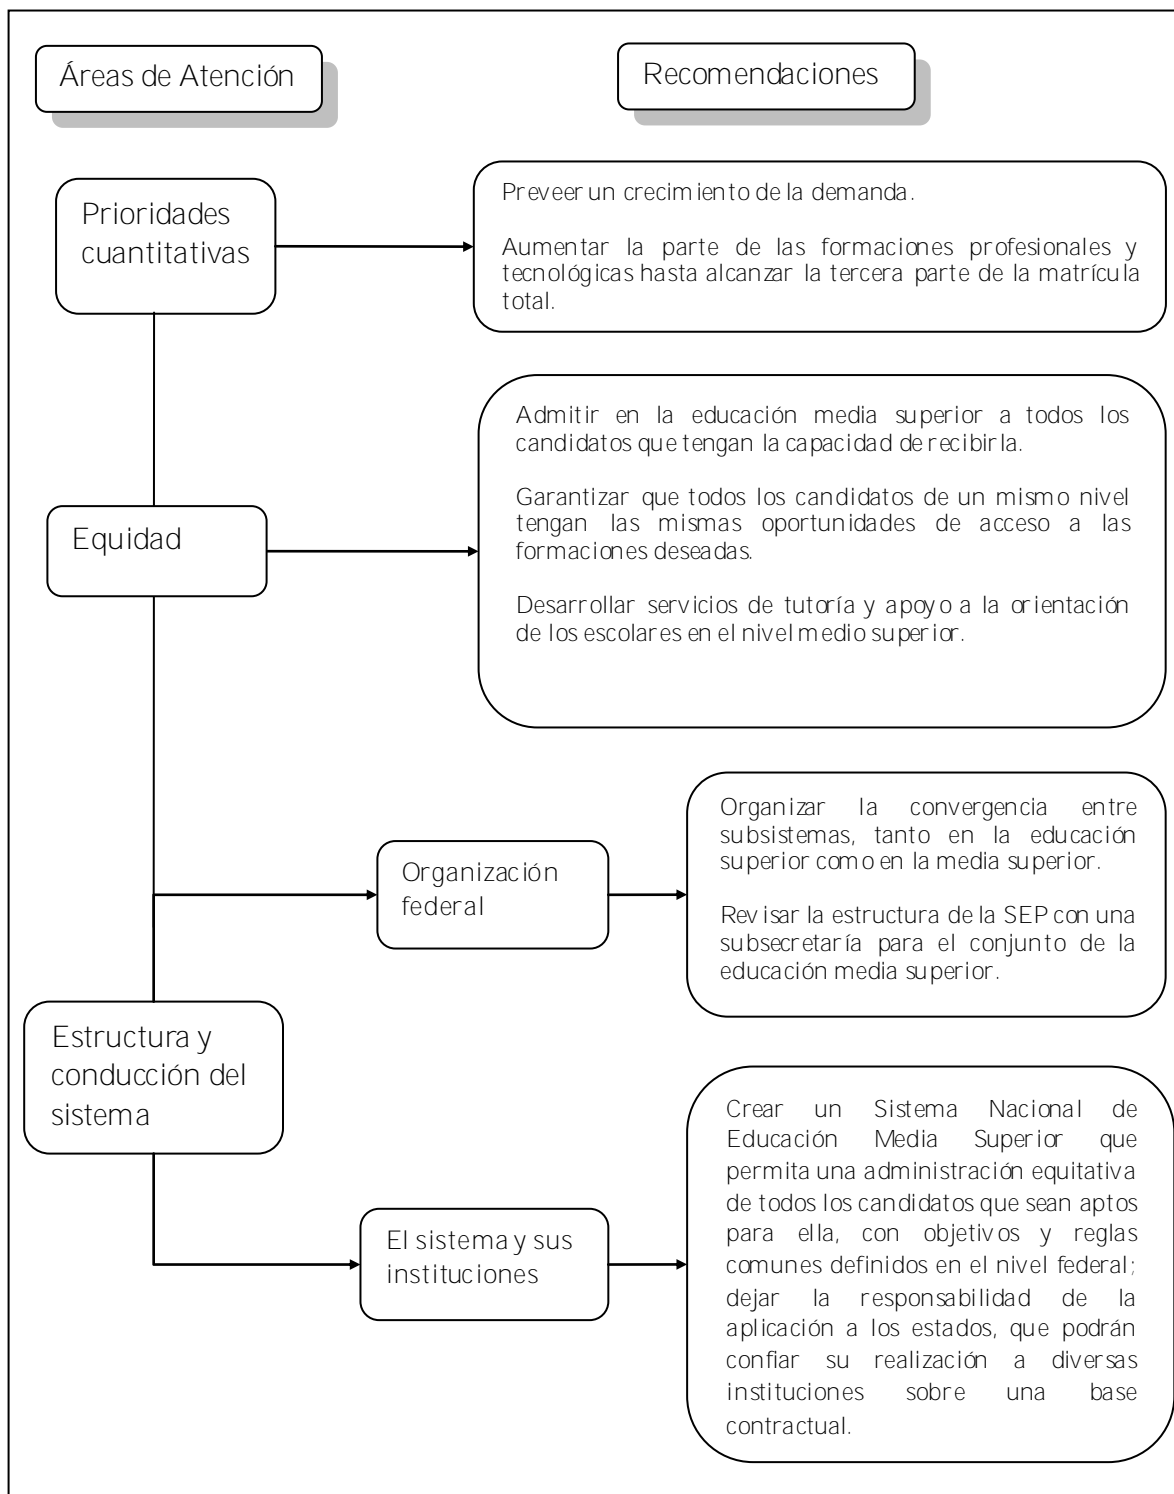 Áreas de Atención
Recomendaciones
Prioridades
cuantitativas
Preveer un crecimiento de la demanda.
Aumentar la parte de las formaciones profesionales y
tecnológicas hasta alcanzar la tercera parte de la matrícula
total.
Equidad
Admitir en la educación media superior a todos los
candidatos que tengan la capacidad de recibirla.
Garantizar que todos los candidatos de un mismo nivel
tengan las mismas oportunidades de acceso a las
formaciones deseadas.
Desarrollar servicios de tutoría y apoyo a la orientación
de los escolares en el nivel medio superior.
Estructura y
conducción del
sistema
Organización
federal
Organizar la convergencia entre
subsistemas, tanto en la educación
superior como en la media superior.
Revisar la estructura de la SEP con una
subsecretaría para el conjunto de la
educación media superior.
El sistema y sus
instituciones
Crear un Sistema Nacional de
Educación Media Superior que
permita una administración equitativa
de todos los candidatos que sean aptos
para ella, con objetivos y reglas
comunes definidos en el nivel federal;
dejar la responsabilidad de la
aplicación a los estados, que podrán
confiar su realización a diversas
instituciones sobre una base
contractual.